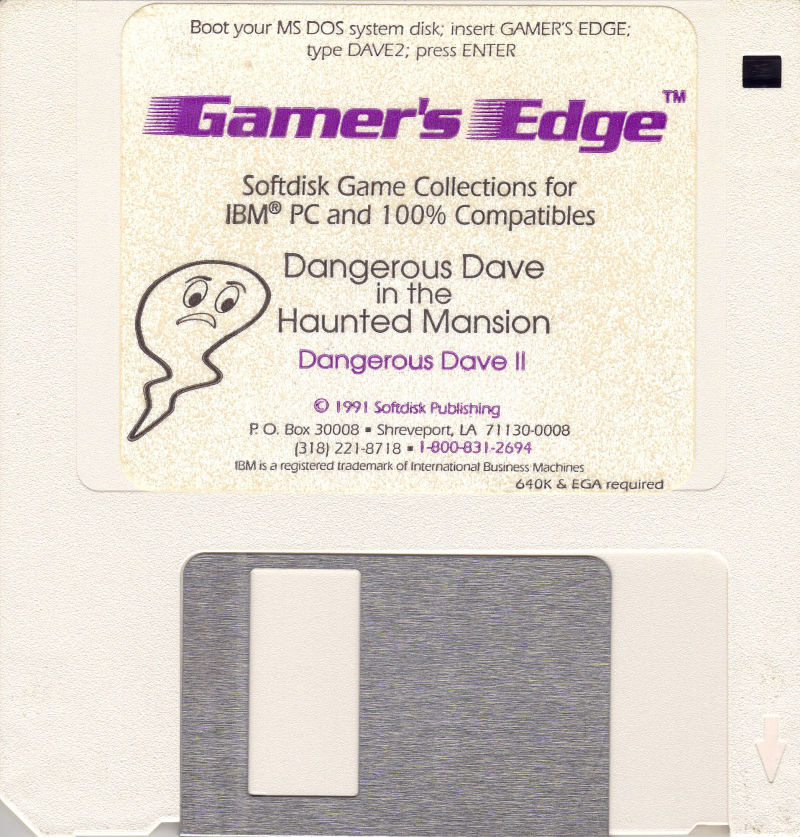 Boot your MS DOS system disk; insert GAMER'S EDGE;
type DAVE2; press ENTER
Gamer's Edge™
Softdisk Game Collections for
IBM® PC and 100% Compatibles
Dangerous Dave
in the
Haunted Mansion
Dangerous Dave II
© 1991 Softdisk Publishing
P. O. Box 30008 ▪ Shreveport, LA 71130-0008
(318) 221-8718 ▪ 1-800-831-2694
IBM is a registered trademark of International Business Machines
640K & EGA required